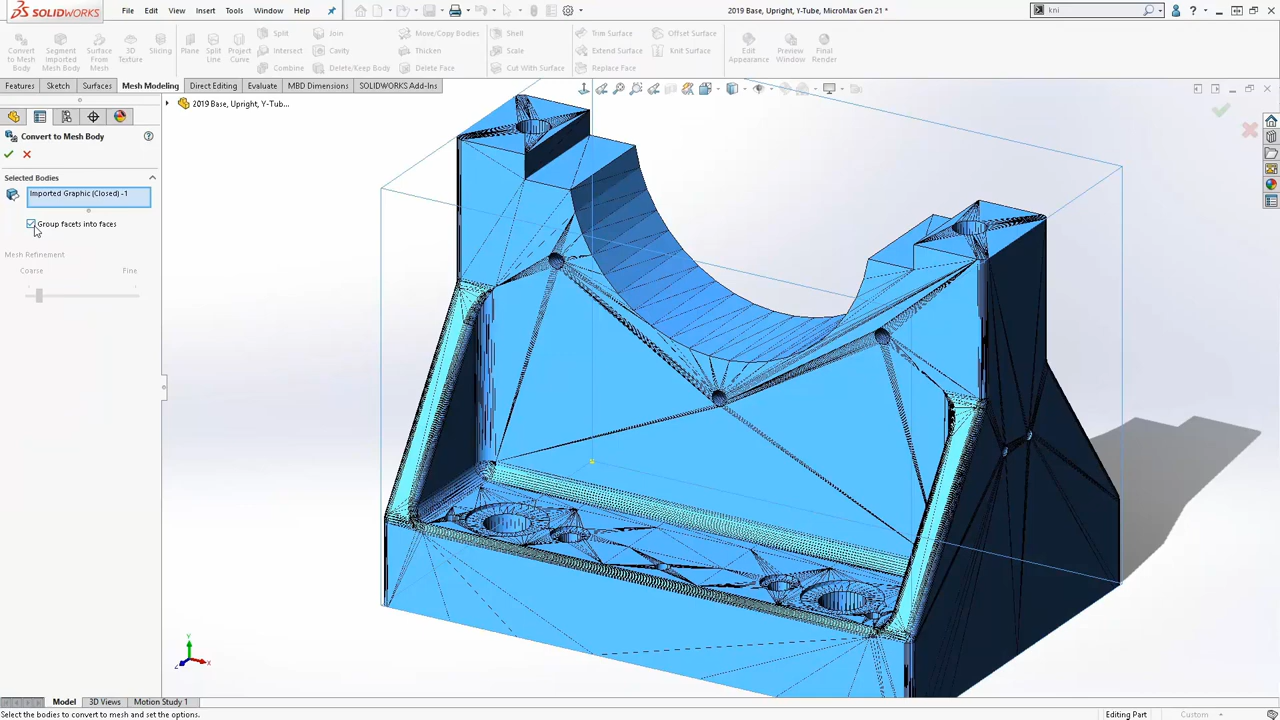 SOLIDWORKS
File Edit View Insert Tools Window Help
2019 Base, Upright, Y-Tube, MicroMax Gen 21 *
kni
Convert to Mesh Body
Segment Imported Mesh Body
Surface From Mesh
3D Texture
Slicing
Plane
Split Line
Project Curve
Split
Intersect
Combine
Join
Cavity
Delete/Keep Body
Move/Copy Bodies
Thicken
Delete Face
Shell
Scale
Cut With Surface
Trim Surface
Extend Surface
Replace Face
Offset Surface
Knit Surface
Edit Appearance
Preview Window
Final Render
Features Sketch Surfaces Mesh Modeling Direct Editing Evaluate MBD Dimensions SOLIDWORKS Add-Ins
2019 Base, Upright, Y-Tub...
Convert to Mesh Body
Selected Bodies
Imported Graphic (Closed) -1
Group facets into faces
Mesh Refinement
Coarse Fine
Y
X
Z
Model 3D Views Motion Study 1
Select the bodies to convert to mesh and set the options.
Editing Part
Custom